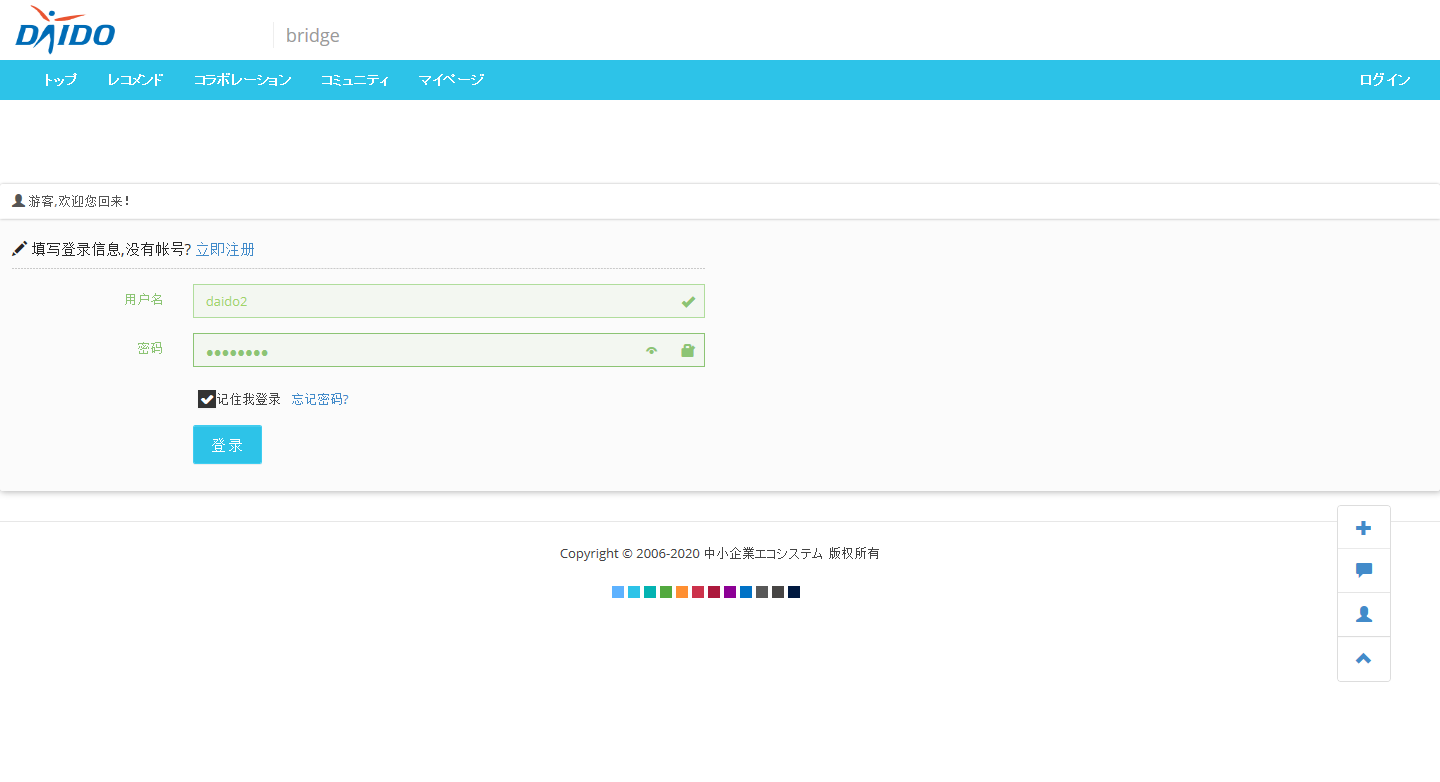 DAIDO
bridge
トップ レコメンド コラボレーション コミュニティ マイページ ログイン
游客,欢迎您回来!
填写登录信息,没有帐号? 立即注册
用户名 daido2
密码 ●●●●●●●●
记住我登录 忘记密码?
登 录
Copyright © 2006-2020 中小企業エコシステム 版权所有